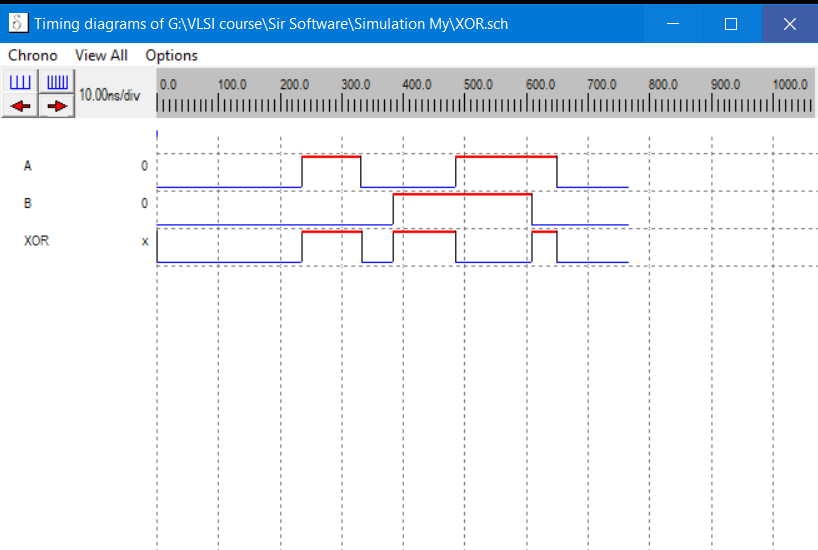 δ Timing diagrams of G:\VLSI course\Sir Software\Simulation My\XOR.sch
Chrono View All Options
10.00ns/div
0.0 100.0 200.0 300.0 400.0 500.0 600.0 700.0 800.0 900.0 1000.0
A 0
B 0
XOR x